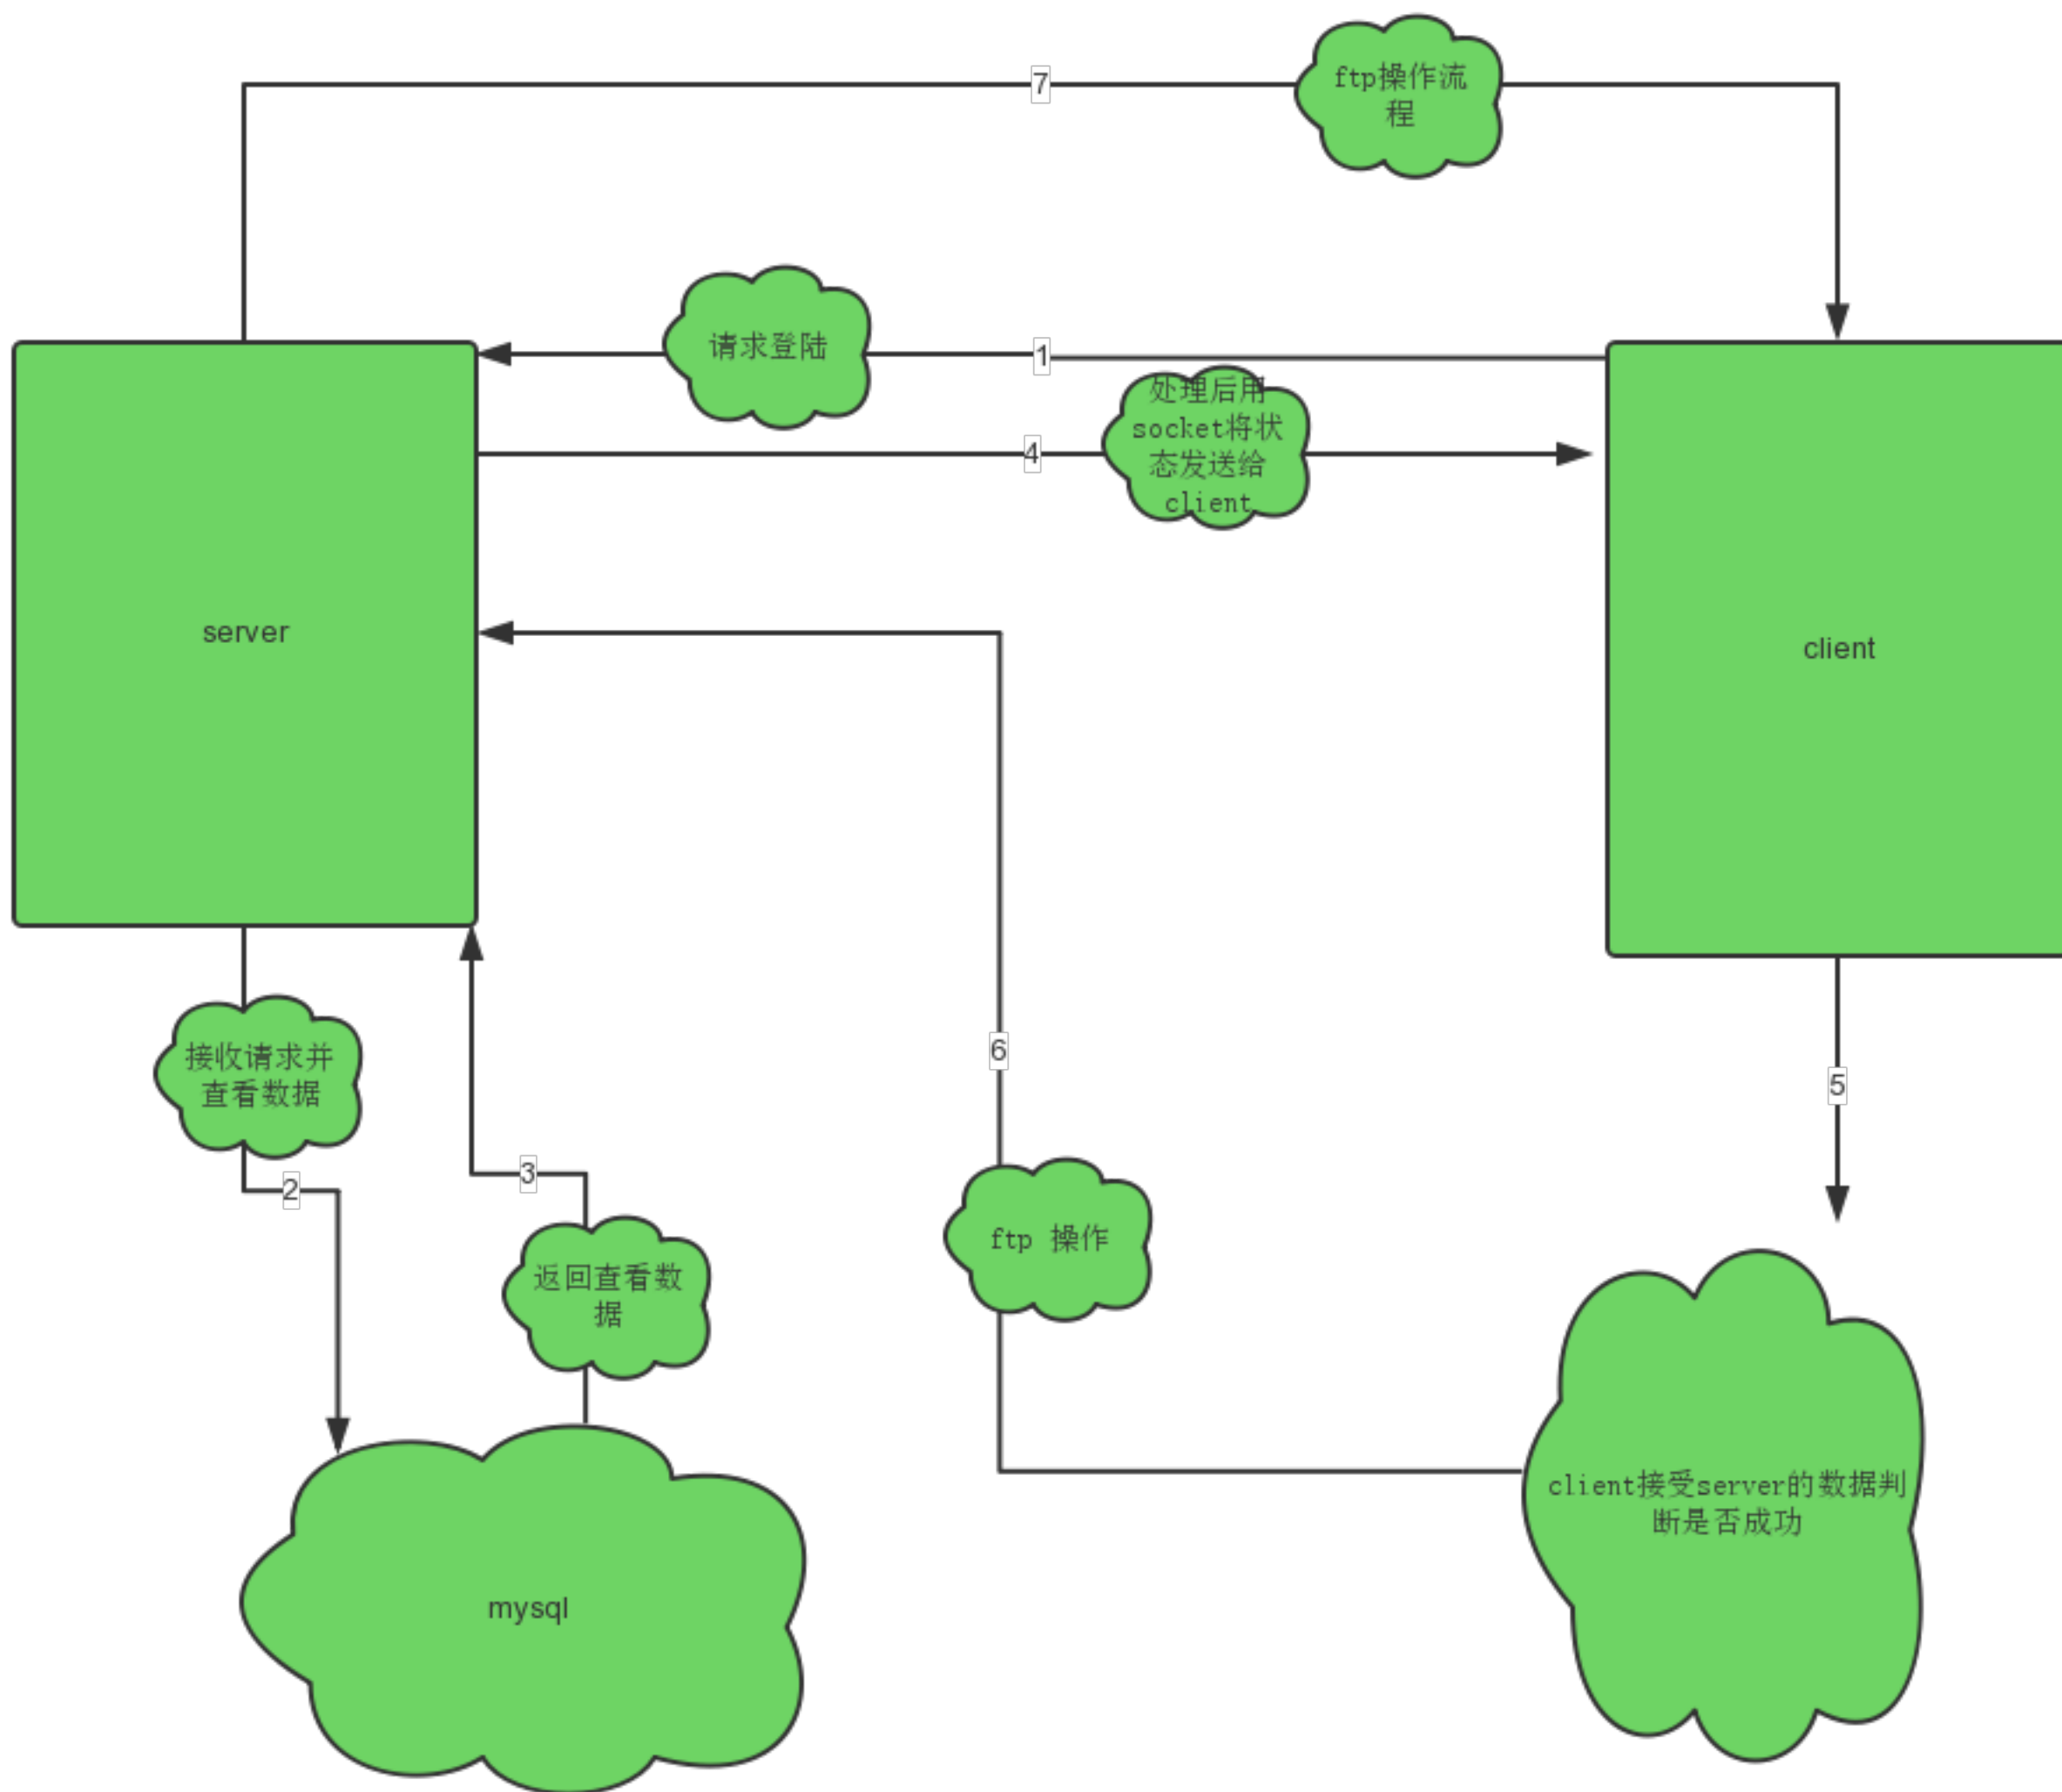 7
ftp操作流
程
请求登陆
1
处理后用
socket将状
态发送给
client
4
server
client
接收请求并
查看数据
2
3
返回查看数
据
6
ftp 操作
5
client接受server的数据判
断是否成功
mysql